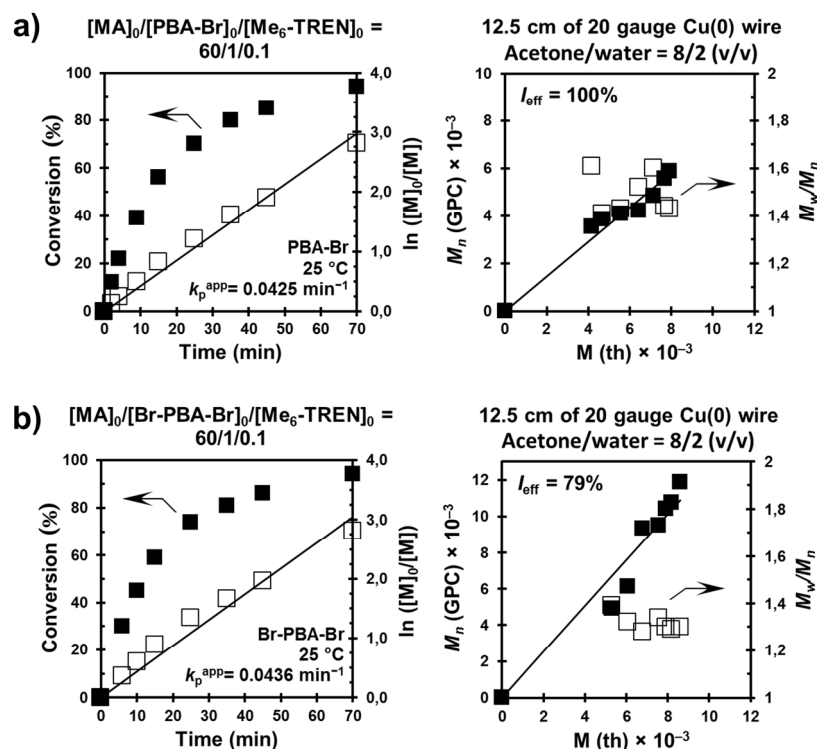 a)
[MA]₀/[PBA-Br]₀/[Me₆-TREN]₀ =
60/1/0.1
100
80
60
40
20
0
Conversion (%)
4,0
3,0
2,0
1,0
0,0
ln ([M]₀/[M])
PBA-Br
25 °C
kₚᵃᵖᵖ= 0.0425 min⁻¹
0 10 20 30 40 50 60 70
Time (min)
12.5 cm of 20 gauge Cu(0) wire
Acetone/water = 8/2 (v/v)
10
8
6
4
2
0
Mₙ (GPC) × 10⁻³
Iₑff = 100%
2
1,8
1,6
1,4
1,2
1
M_w/Mₙ
0 2 4 6 8 10 12
M (th) × 10⁻³
b)
[MA]₀/[Br-PBA-Br]₀/[Me₆-TREN]₀ =
60/1/0.1
100
80
60
40
20
0
Conversion (%)
4,0
3,0
2,0
1,0
0,0
ln ([M]₀/[M])
Br-PBA-Br
25 °C
kₚᵃᵖᵖ= 0.0436 min⁻¹
0 10 20 30 40 50 60 70
Time (min)
12.5 cm of 20 gauge Cu(0) wire
Acetone/water = 8/2 (v/v)
12
10
8
6
4
2
0
Mₙ (GPC) × 10⁻³
Iₑff = 79%
2
1,8
1,6
1,4
1,2
1
M_w/Mₙ
0 2 4 6 8 10 12
M (th) × 10⁻³